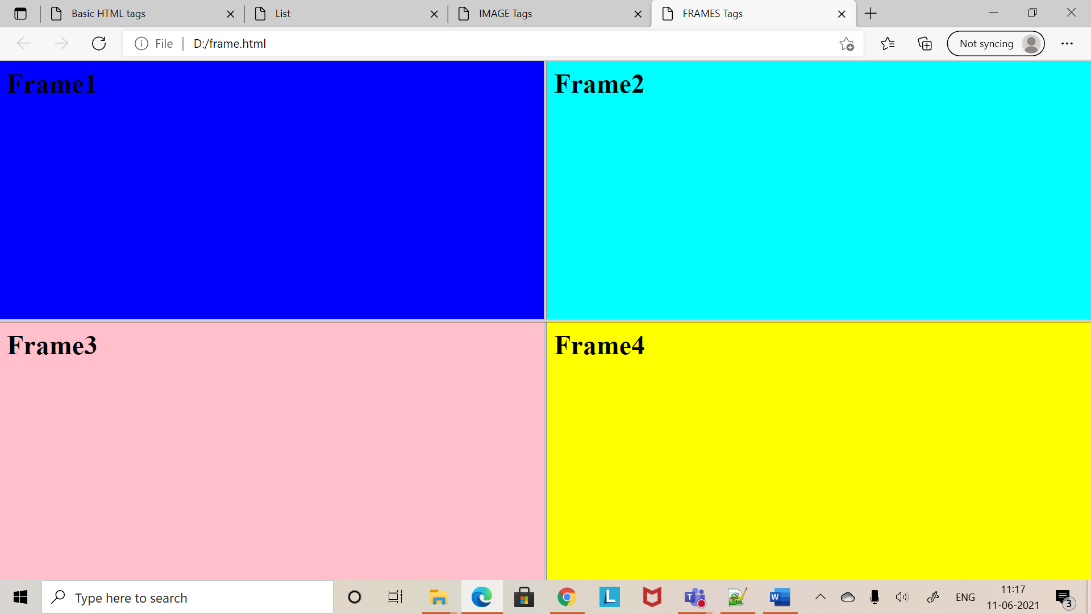 Basic HTML tags
List
IMAGE Tags
FRAMES Tags
File
D:/frame.html
Not syncing
Frame1
Frame2
Frame3
Frame4
Type here to search
L
W
ENG
11:17
11-06-2021
3